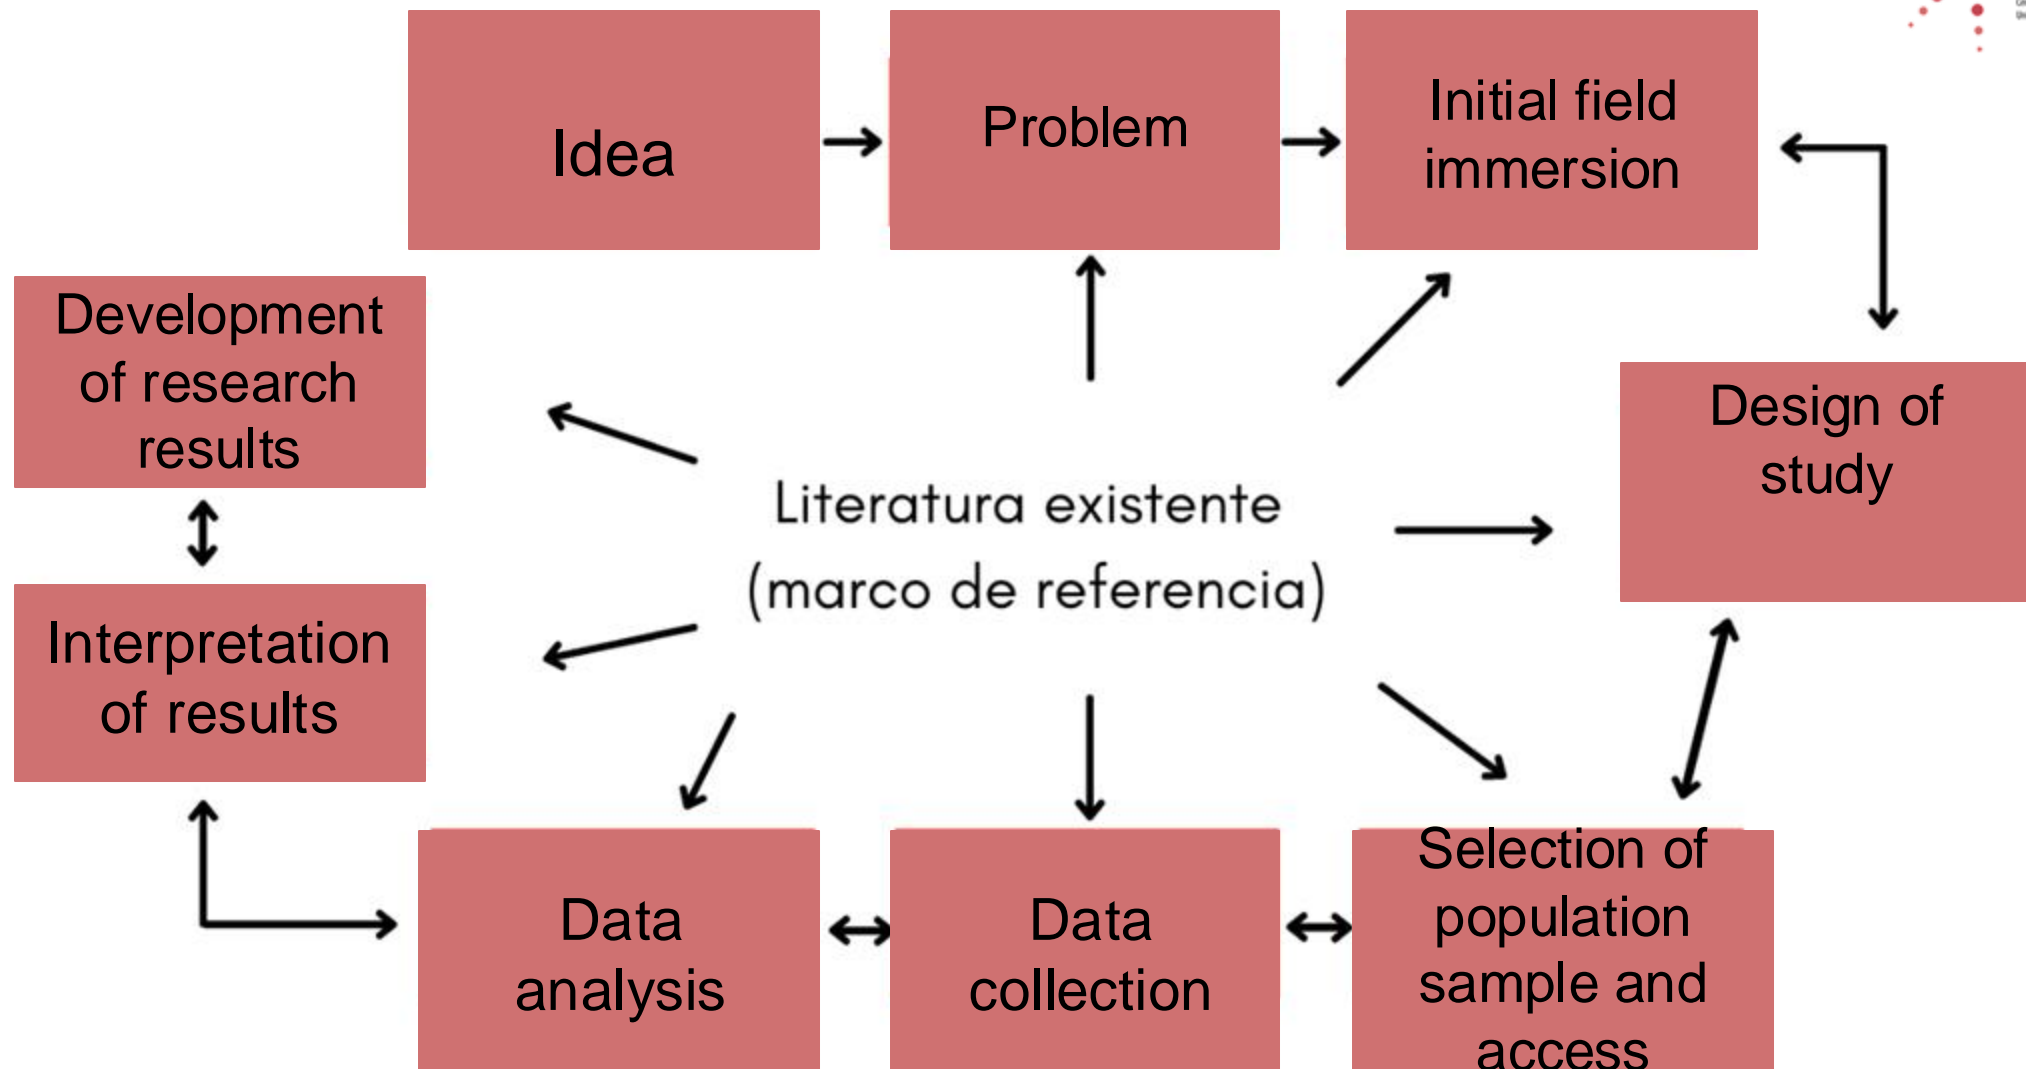 Idea
Problem
Initial field
immersion
Development
of research
results
Design of
study
Literatura existente
(marco de referencia)
Interpretation
of results
Data
analysis
Data
collection
Selection of
population
sample and
access